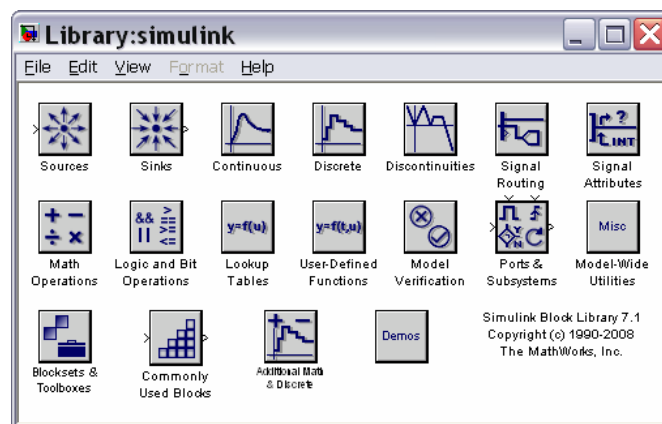 Library:simulink
File Edit View Format Help
Sources Sinks Continuous Discrete Discontinuities Signal Routing Signal Attributes
+ − ÷ × && || > == >= <= y=f(u) y=f(t,u) Y N Misc ? INT
Math Operations Logic and Bit Operations Lookup Tables User-Defined Functions Model Verification Ports & Subsystems Model-Wide Utilities
+ − Demos
Blocksets & Toolboxes Commonly Used Blocks Additional Math & Discrete
Simulink Block Library 7.1
Copyright (c) 1990-2008
The MathWorks, Inc.